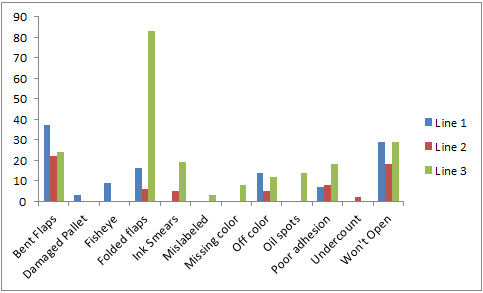 90
80
70
60
50
40
30
20
10
0
Bent Flaps
Damaged Pallet
Fisheye
Folded flaps
Ink Smears
Mislabeled
Missing color
Off color
Oil spots
Poor adhesion
Undercount
Won't Open
Line 1
Line 2
Line 3